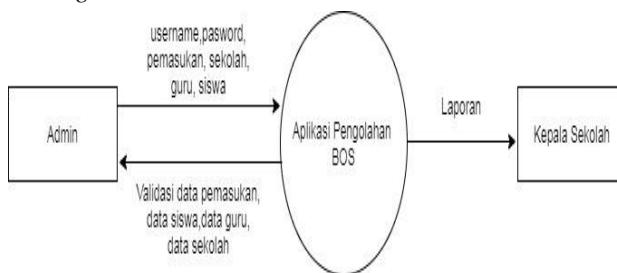 username,pasword,
pemasukan, sekolah,
guru, siswa
Admin
Aplikasi Pengolahan
BOS
Laporan
Kepala Sekolah
Validasi data pemasukan,
data siswa,data guru,
data sekolah